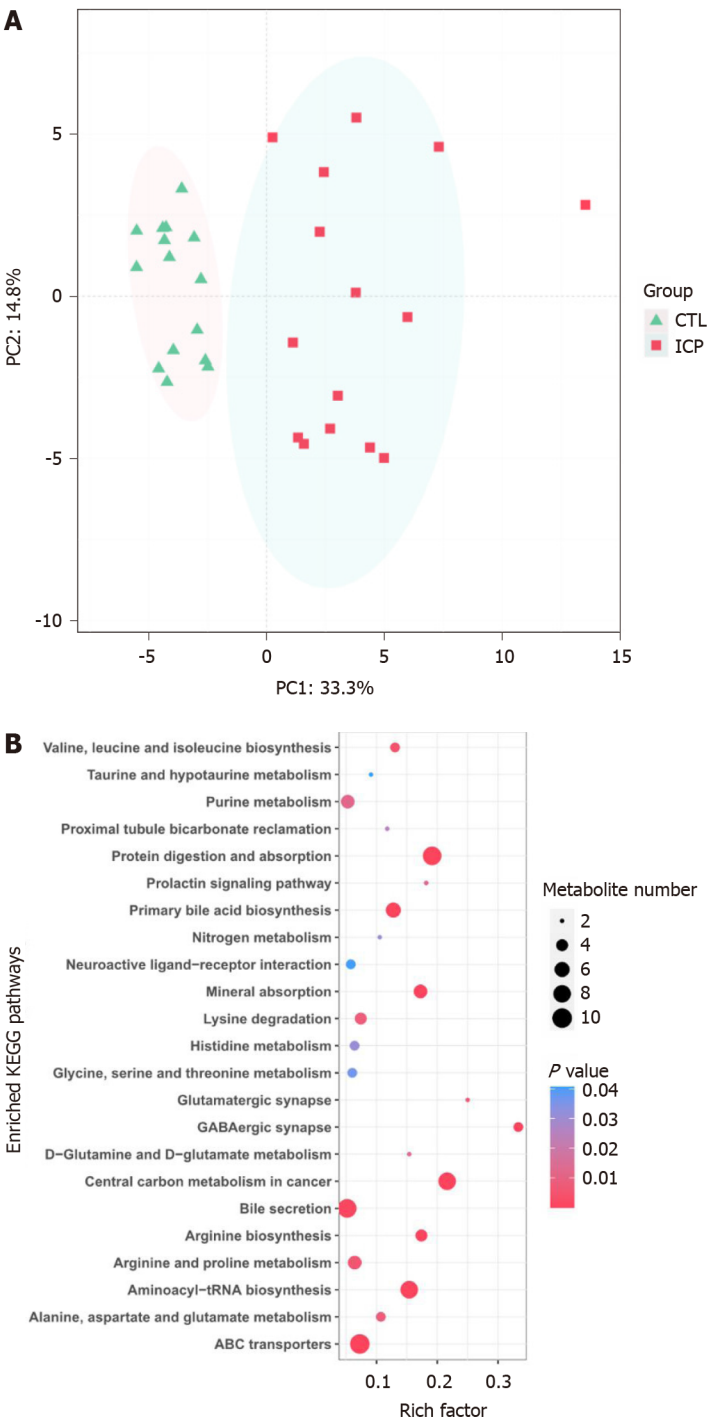 A
5
0
-5
-10
PC2: 14.8%
-5 0 5 10 15
PC1: 33.3%
Group
CTL
ICP
B
Enriched KEGG pathways
Valine, leucine and isoleucine biosynthesis
Taurine and hypotaurine metabolism
Purine metabolism
Proximal tubule bicarbonate reclamation
Protein digestion and absorption
Prolactin signaling pathway
Primary bile acid biosynthesis
Nitrogen metabolism
Neuroactive ligand−receptor interaction
Mineral absorption
Lysine degradation
Histidine metabolism
Glycine, serine and threonine metabolism
Glutamatergic synapse
GABAergic synapse
D−Glutamine and D−glutamate metabolism
Central carbon metabolism in cancer
Bile secretion
Arginine biosynthesis
Arginine and proline metabolism
Aminoacyl−tRNA biosynthesis
Alanine, aspartate and glutamate metabolism
ABC transporters
0.1 0.2 0.3
Rich factor
Metabolite number
2
4
6
8
10
P value
0.04
0.03
0.02
0.01